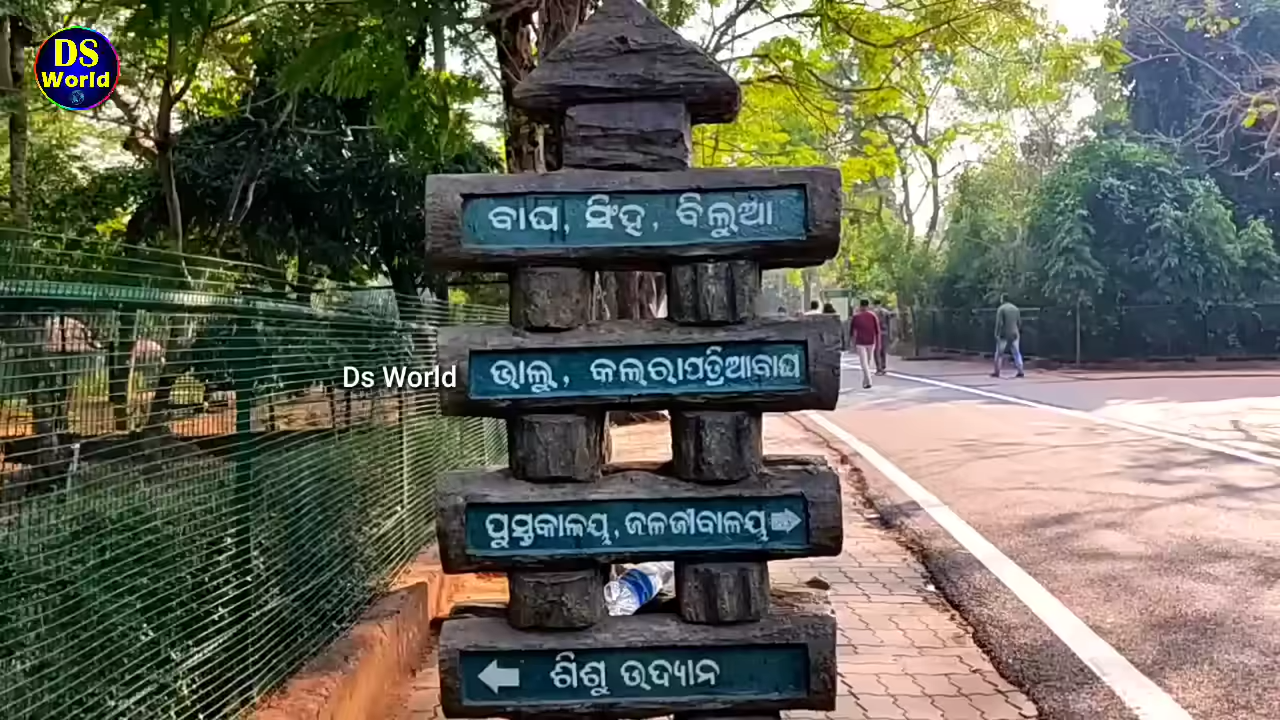 DS
World
ବାଘ, ସିଂହ, ବିଲୁଆ
Ds World
ଭାଲୁ, କଲରାପତ୍ରିଆବାଘ
ପୁସ୍ତକାଳୟ, ଜଳଜୀବାଳୟ
ଶିଶୁ ଉଦ୍ୟାନ